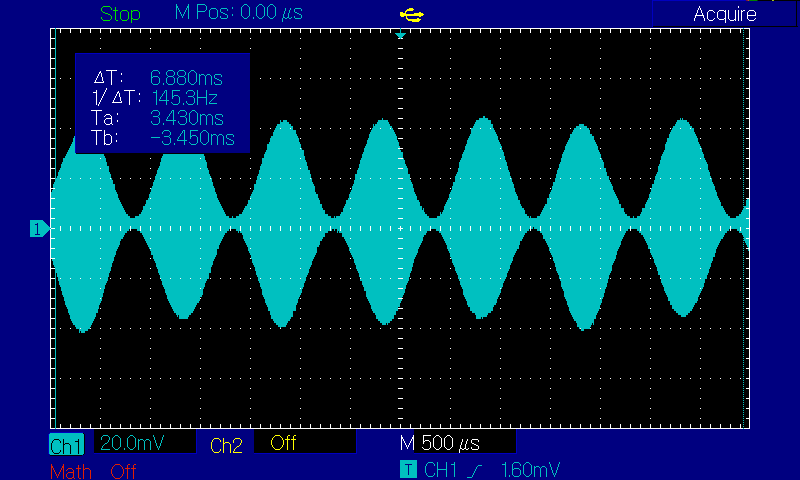 Stop M Pos: 0.00 μs Acquire
ΔT: 6.880ms
1/ΔT: 145.3Hz
Ta: 3.430ms
Tb: -3.450ms
1
Ch1 20.0mV Ch2 Off M 500 μs
Math Off T CH1 1.60mV